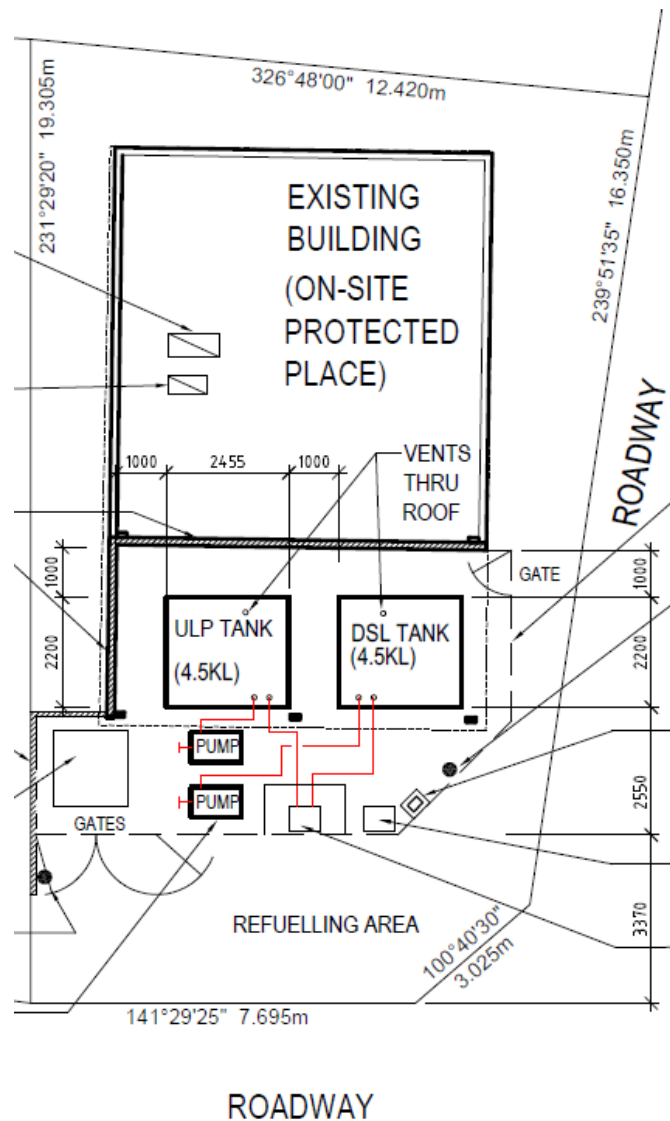 326°48'00" 12.420m
231°29'20" 19.305m
239°51'35" 16.350m
EXISTING
BUILDING
(ON-SITE
PROTECTED
PLACE)
ROADWAY
1000
2455
1000
VENTS
THRU
ROOF
1000
2200
GATE
1000
2200
2550
3370
ULP TANK
(4.5KL)
DSL TANK
(4.5KL)
PUMP
PUMP
GATES
REFUELLING AREA
100°40'30"
3.025m
141°29'25" 7.695m
ROADWAY